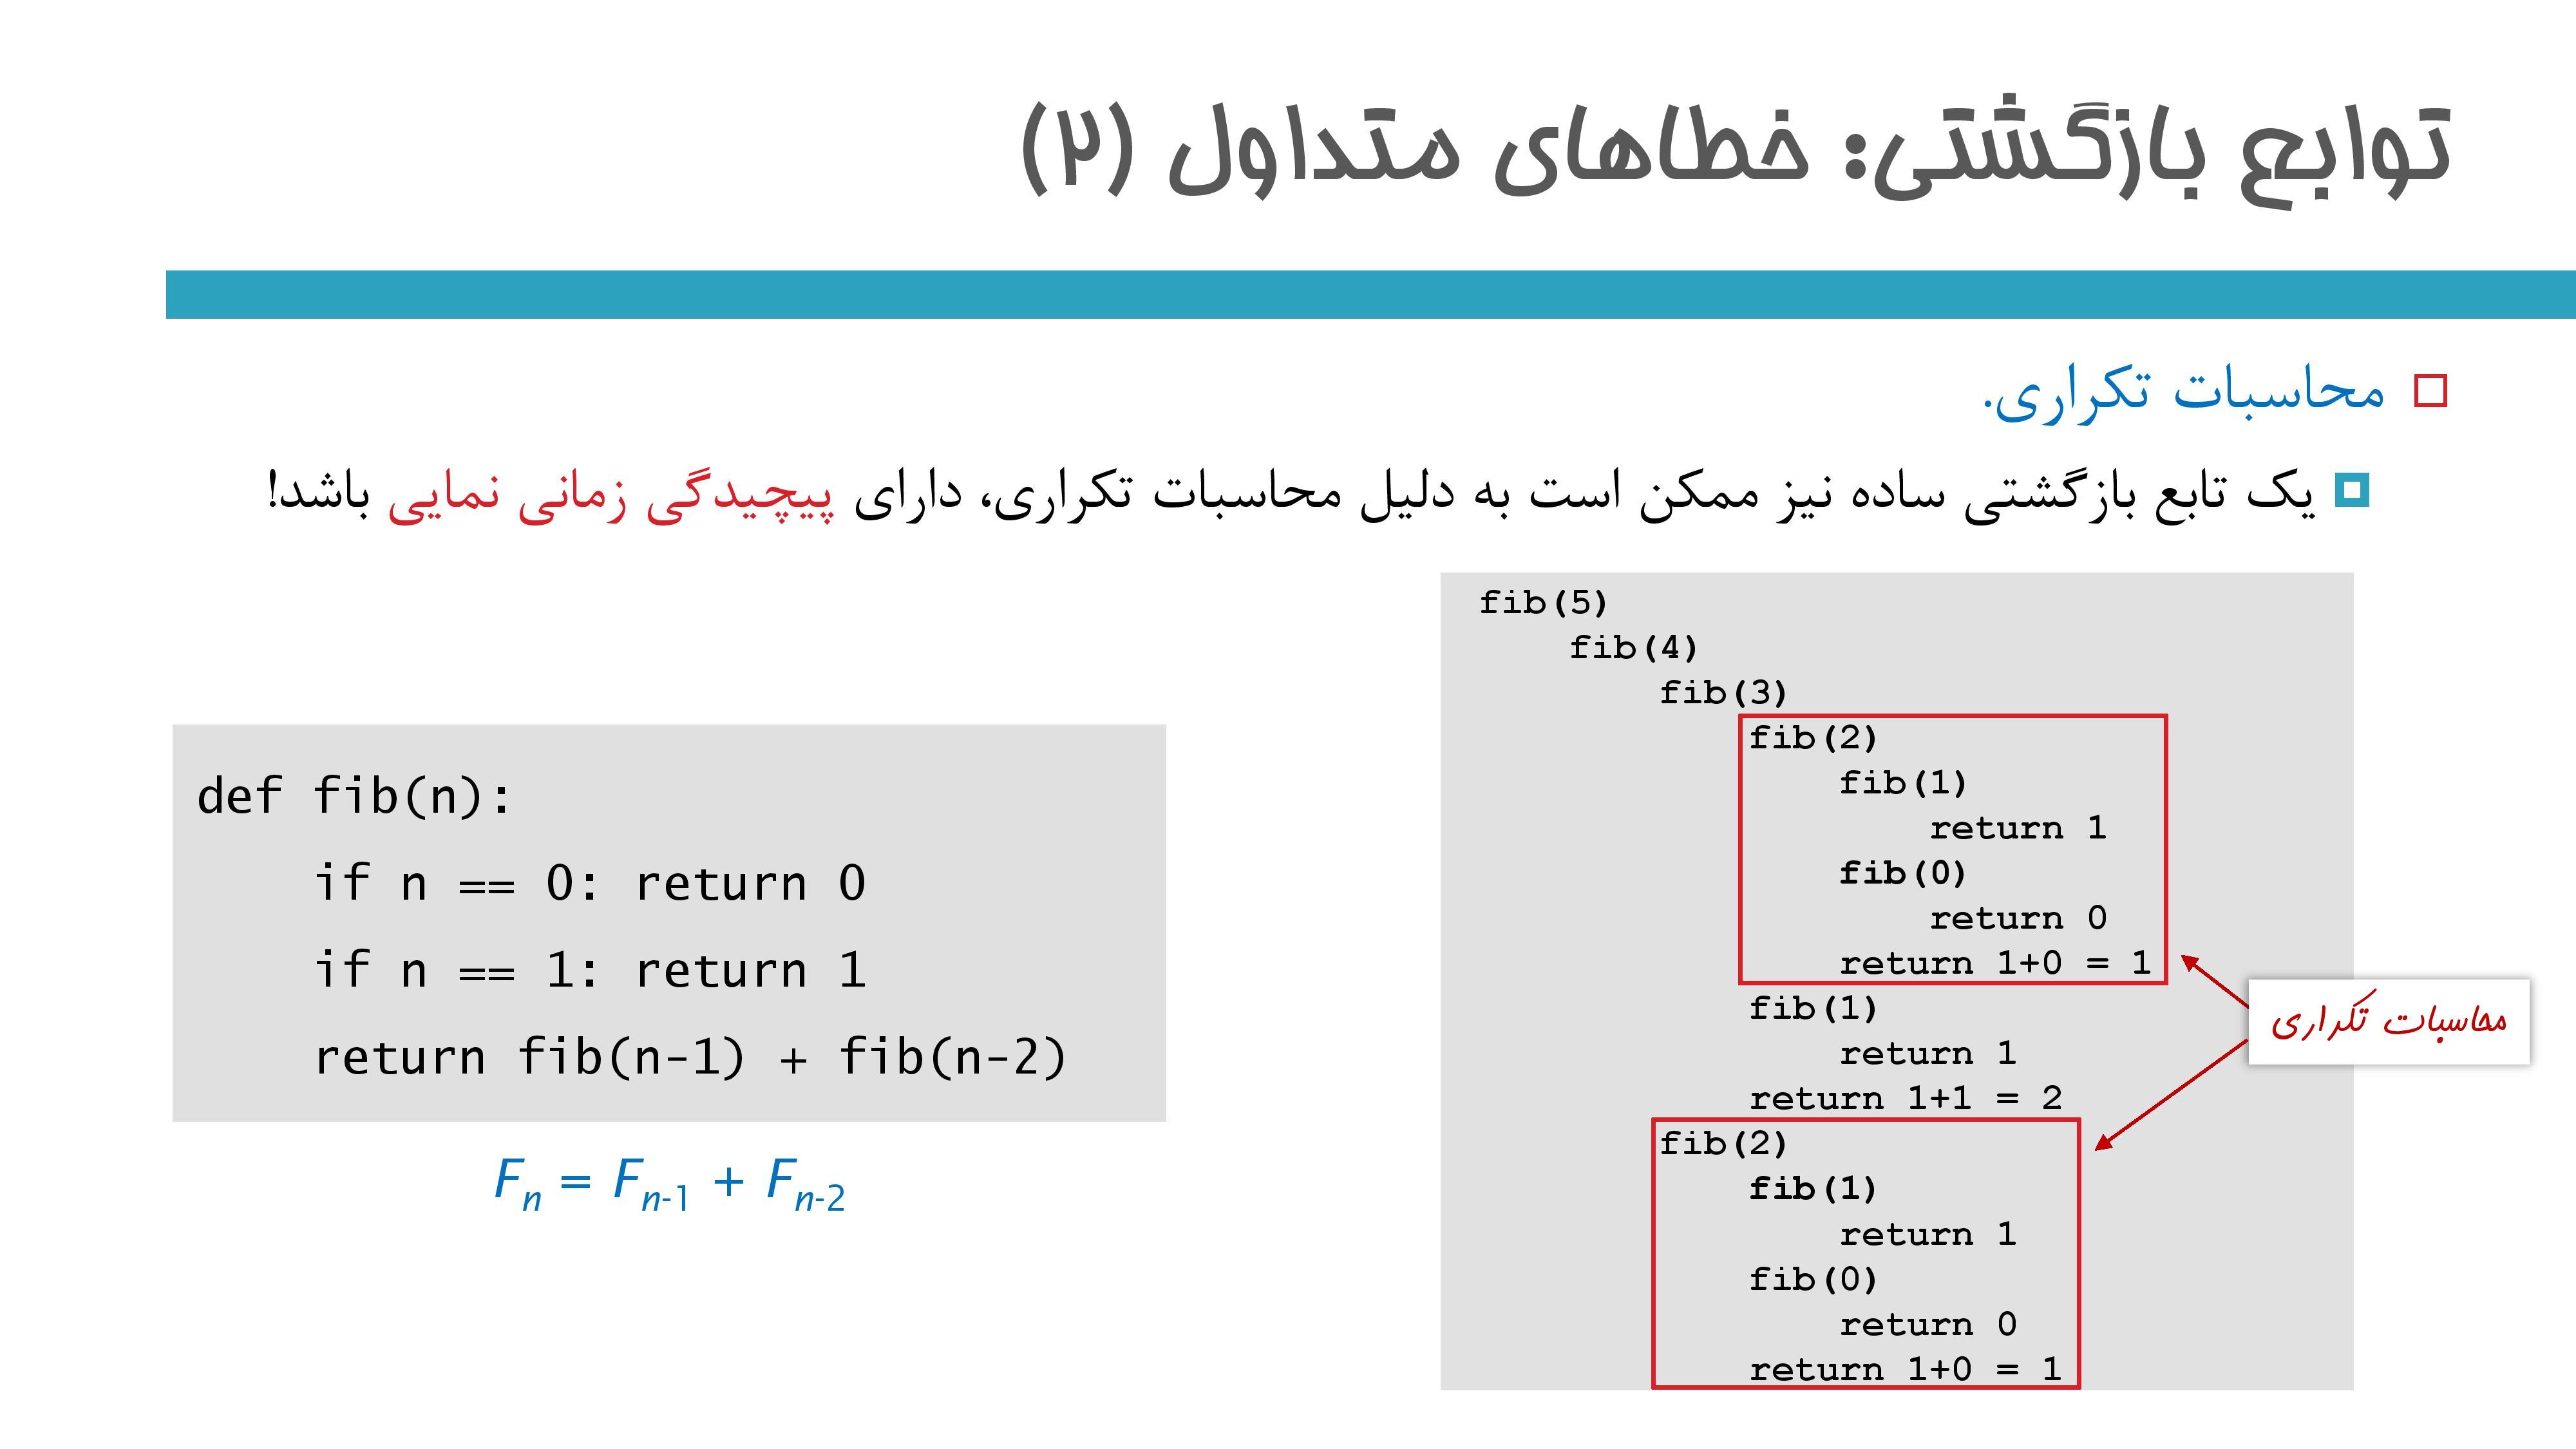 توابع بازگشتی: خطاهای متداول (۲)
محاسبات تکراری.
یک تابع بازگشتی ساده نیز ممکن است به دلیل محاسبات تکراری، دارای پیچیدگی زمانی نمایی باشد!
def fib(n):
    if n == 0: return 0
    if n == 1: return 1
    return fib(n-1) + fib(n-2)
Fn = Fn-1 + Fn-2
fib(5)
    fib(4)
        fib(3)
            fib(2)
                fib(1)
                    return 1
                fib(0)
                    return 0
                return 1+0 = 1
            fib(1)
                return 1
            return 1+1 = 2
        fib(2)
            fib(1)
                return 1
            fib(0)
                return 0
            return 1+0 = 1
محاسبات تکراری